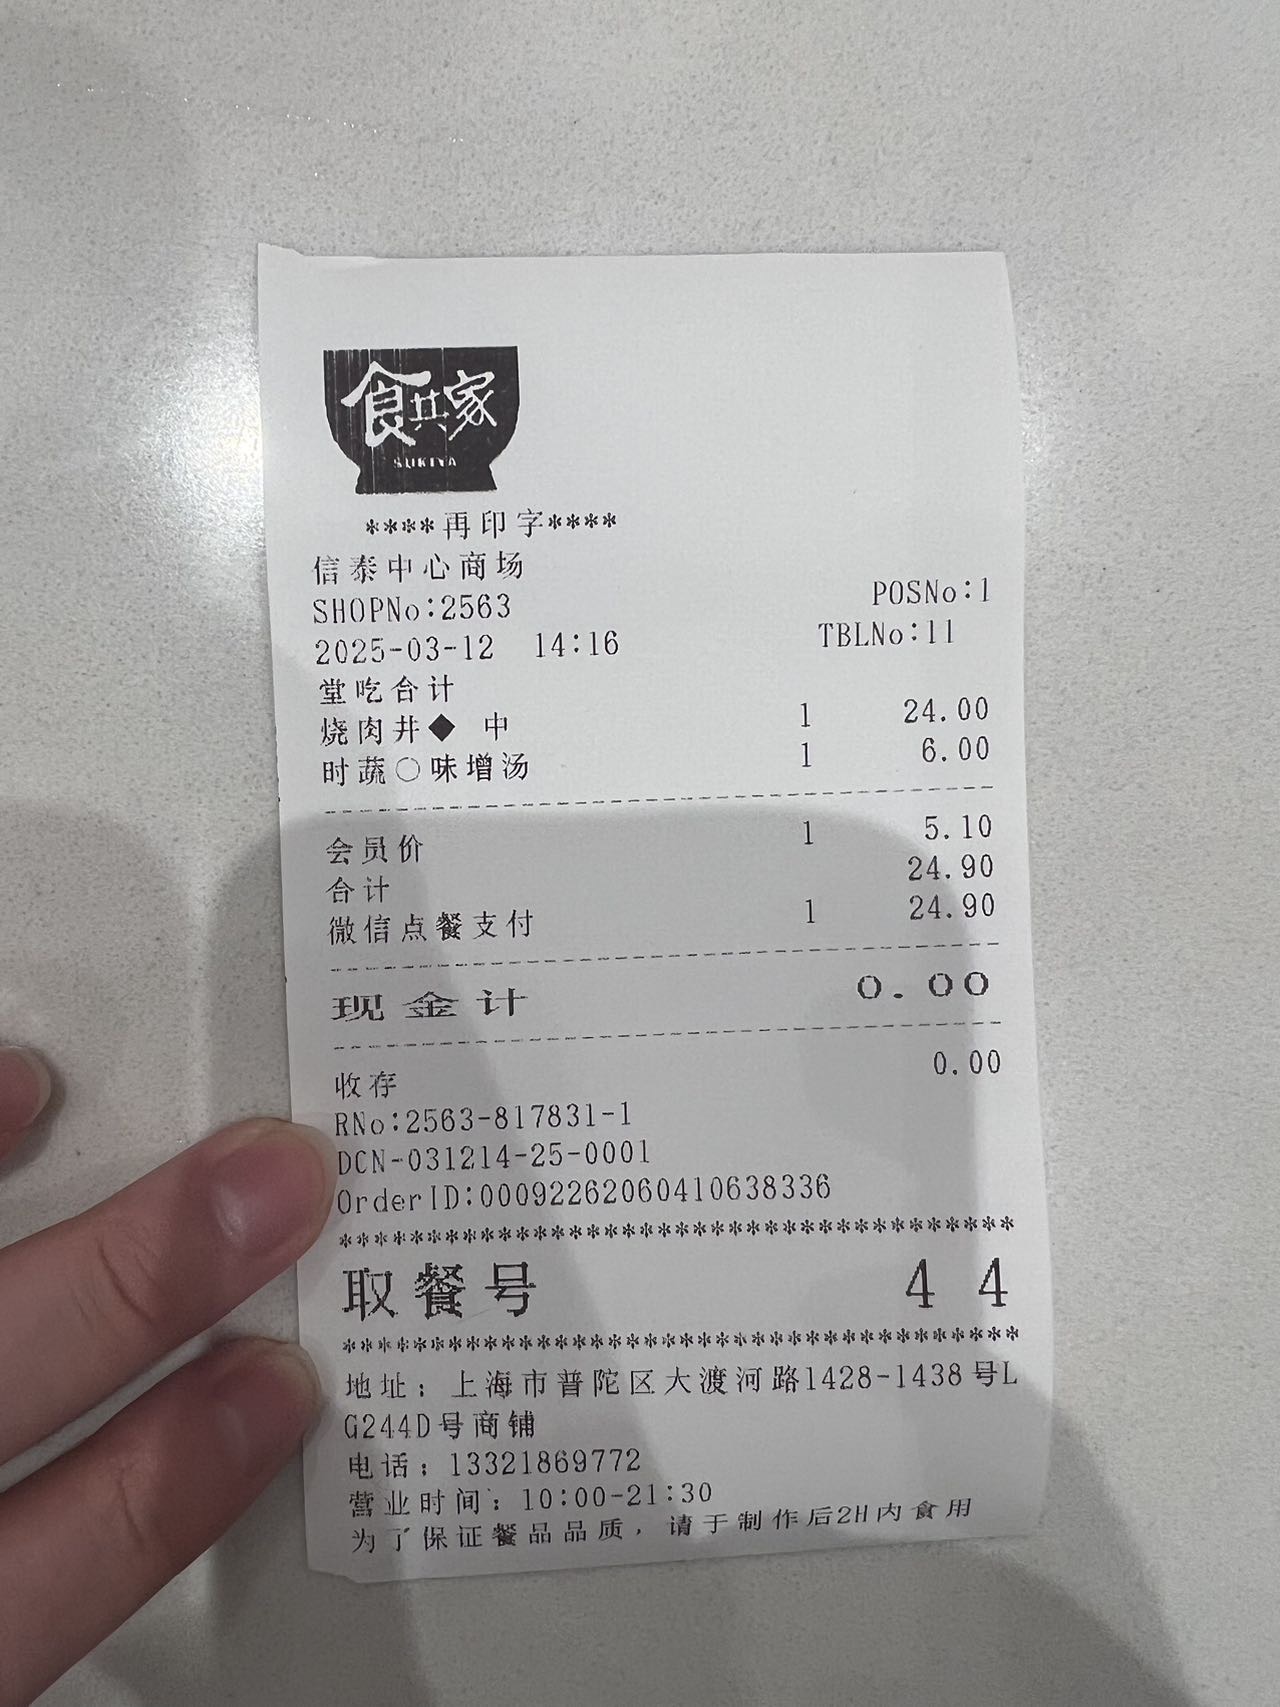 食其家
SUKIYA
****再印字****
信泰中心商场
SHOPNo:2563 POSNo:1
2025-03-12 14:16 TBLNo:11
堂吃合计
烧肉丼◆ 中 1 24.00
时蔬○味增汤 1 6.00
会员价 1 5.10
合计 24.90
微信点餐支付 1 24.90
现金计 0.00
收存 0.00
RNo:2563-817831-1
DCN-031214-25-0001
OrderID:00092262060410638336
**************************************
取餐号 44
**************************************
地址：上海市普陀区大渡河路1428-1438号L
G244D号商铺
电话：13321869772
营业时间：10:00-21:30
为了保证餐品品质，请于制作后2H内食用